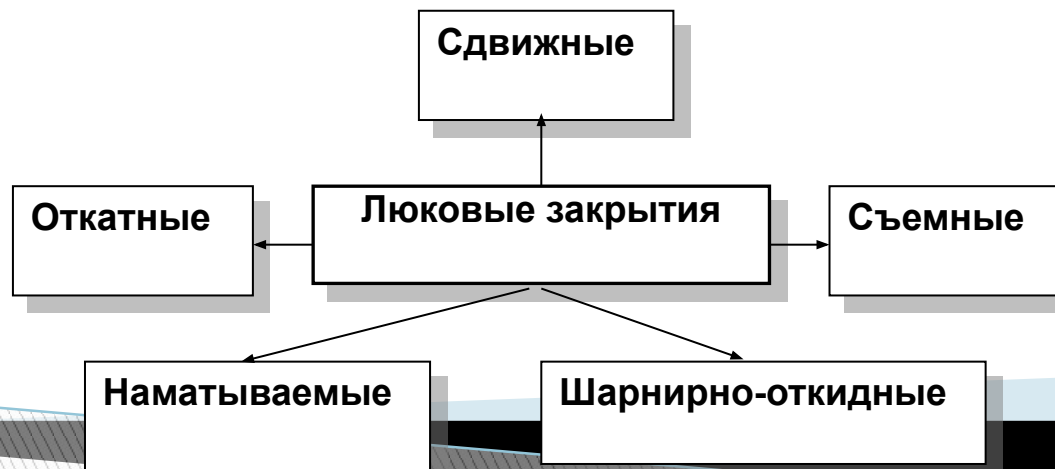 Сдвижные
Откатные
Люковые закрытия
Съемные
Наматываемые
Шарнирно-откидные